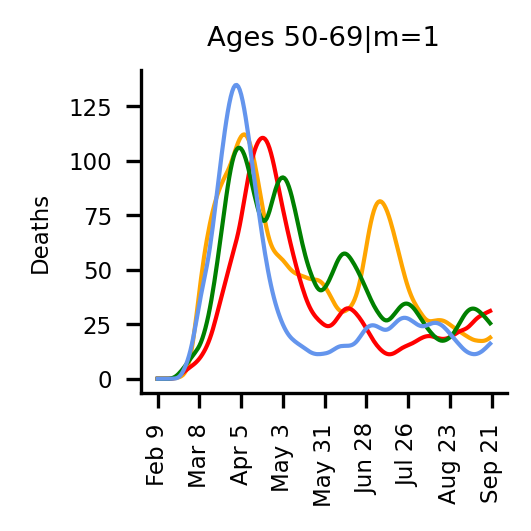 Ages 50-69|m=1
Deaths
125
100
75
50
25
0
Feb 9
Mar 8
Apr 5
May 3
May 31
Jun 28
Jul 26
Aug 23
Sep 21